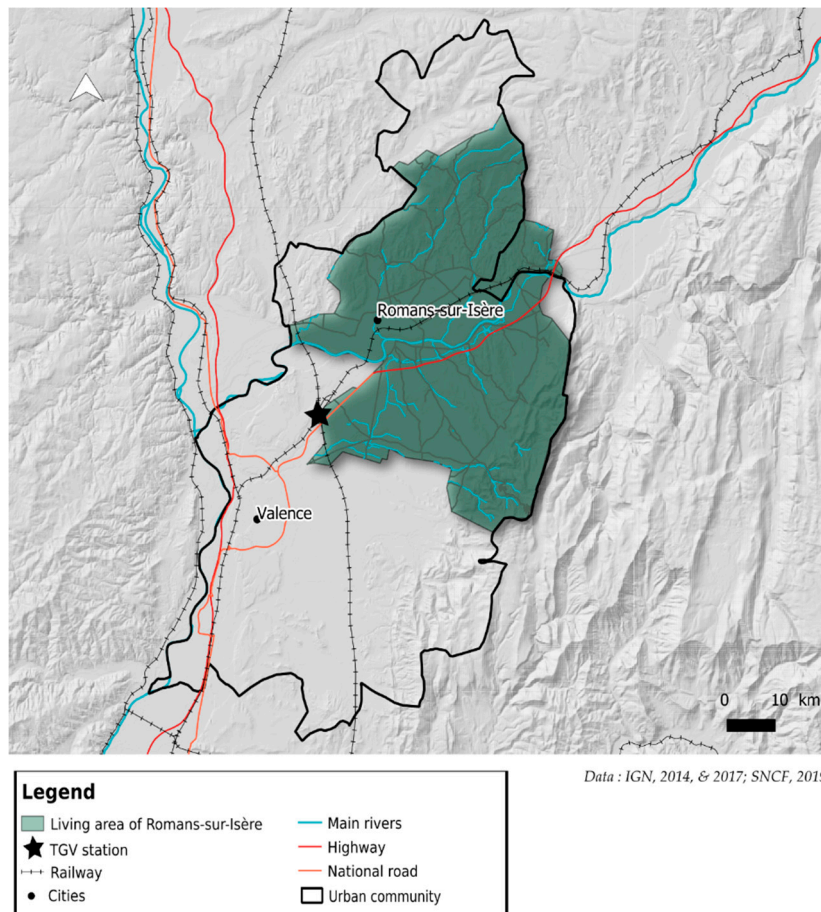 Romans-sur-Isère
Valence
0 10 km
Data : IGN, 2014, & 2017; SNCF, 2019
Legend
Living area of Romans-sur-Isère
TGV station
Railway
Cities
Main rivers
Highway
National road
Urban community